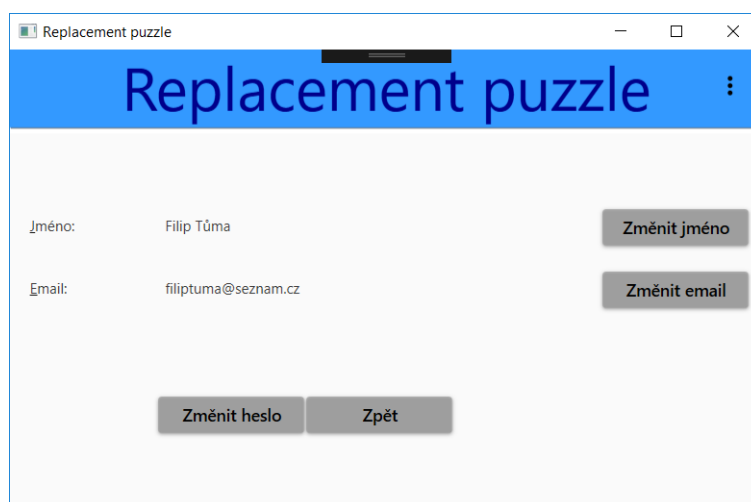 Replacement puzzle
Replacement puzzle
Jméno: Filip Tůma Změnit jméno
Email: filiptuma@seznam.cz Změnit email
Změnit heslo Zpět